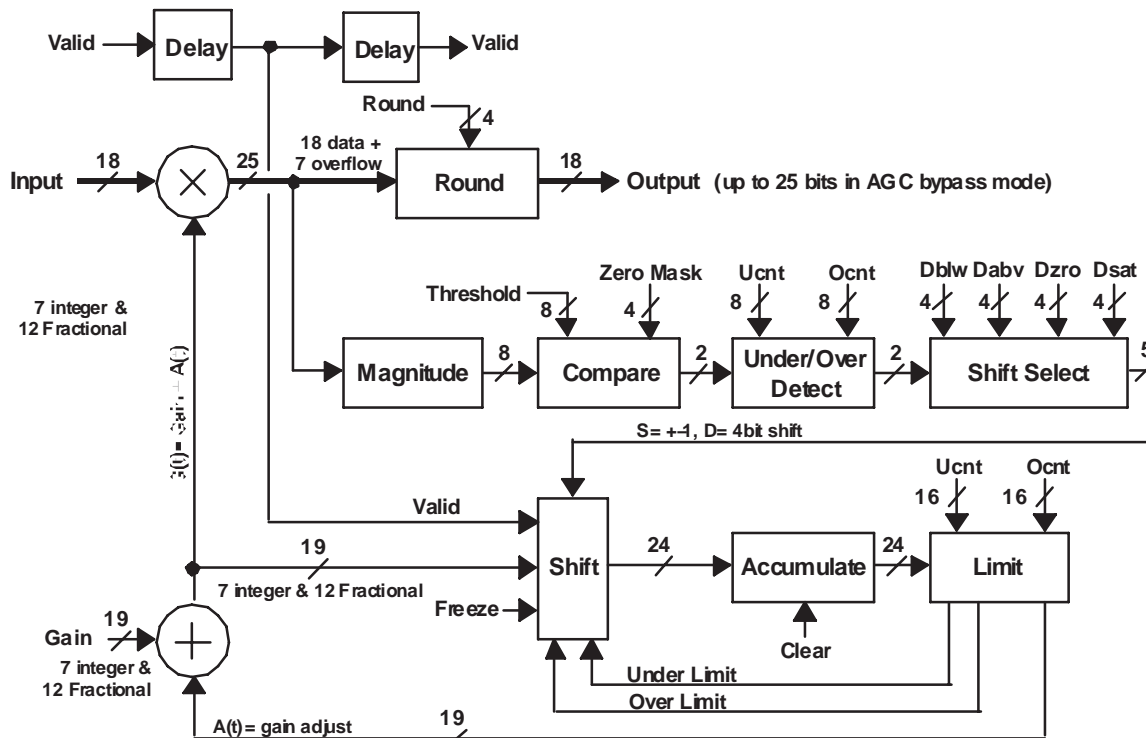 Valid
Delay
Delay
Valid
Round
4
18 data +
7 overflow
Input
18
25
Round
18
Output (up to 25 bits in AGC bypass mode)
7 integer &
12 Fractional
Threshold
8
Zero Mask
4
Ucnt
8
Ocnt
8
Dblw
4
Dabv
4
Dzro
4
Dsat
4
Magnitude
8
Compare
2
Under/Over
Detect
2
Shift Select
5
S= +-1, D= 4bit shift
Gain
A(t)
Valid
19
7 integer & 12 Fractional
Freeze
Shift
24
Accumulate
Clear
24
Ucnt
16
Ocnt
16
Limit
Gain
19
7 integer &
12 Fractional
Under Limit
Over Limit
A(t)= gain adjust
19